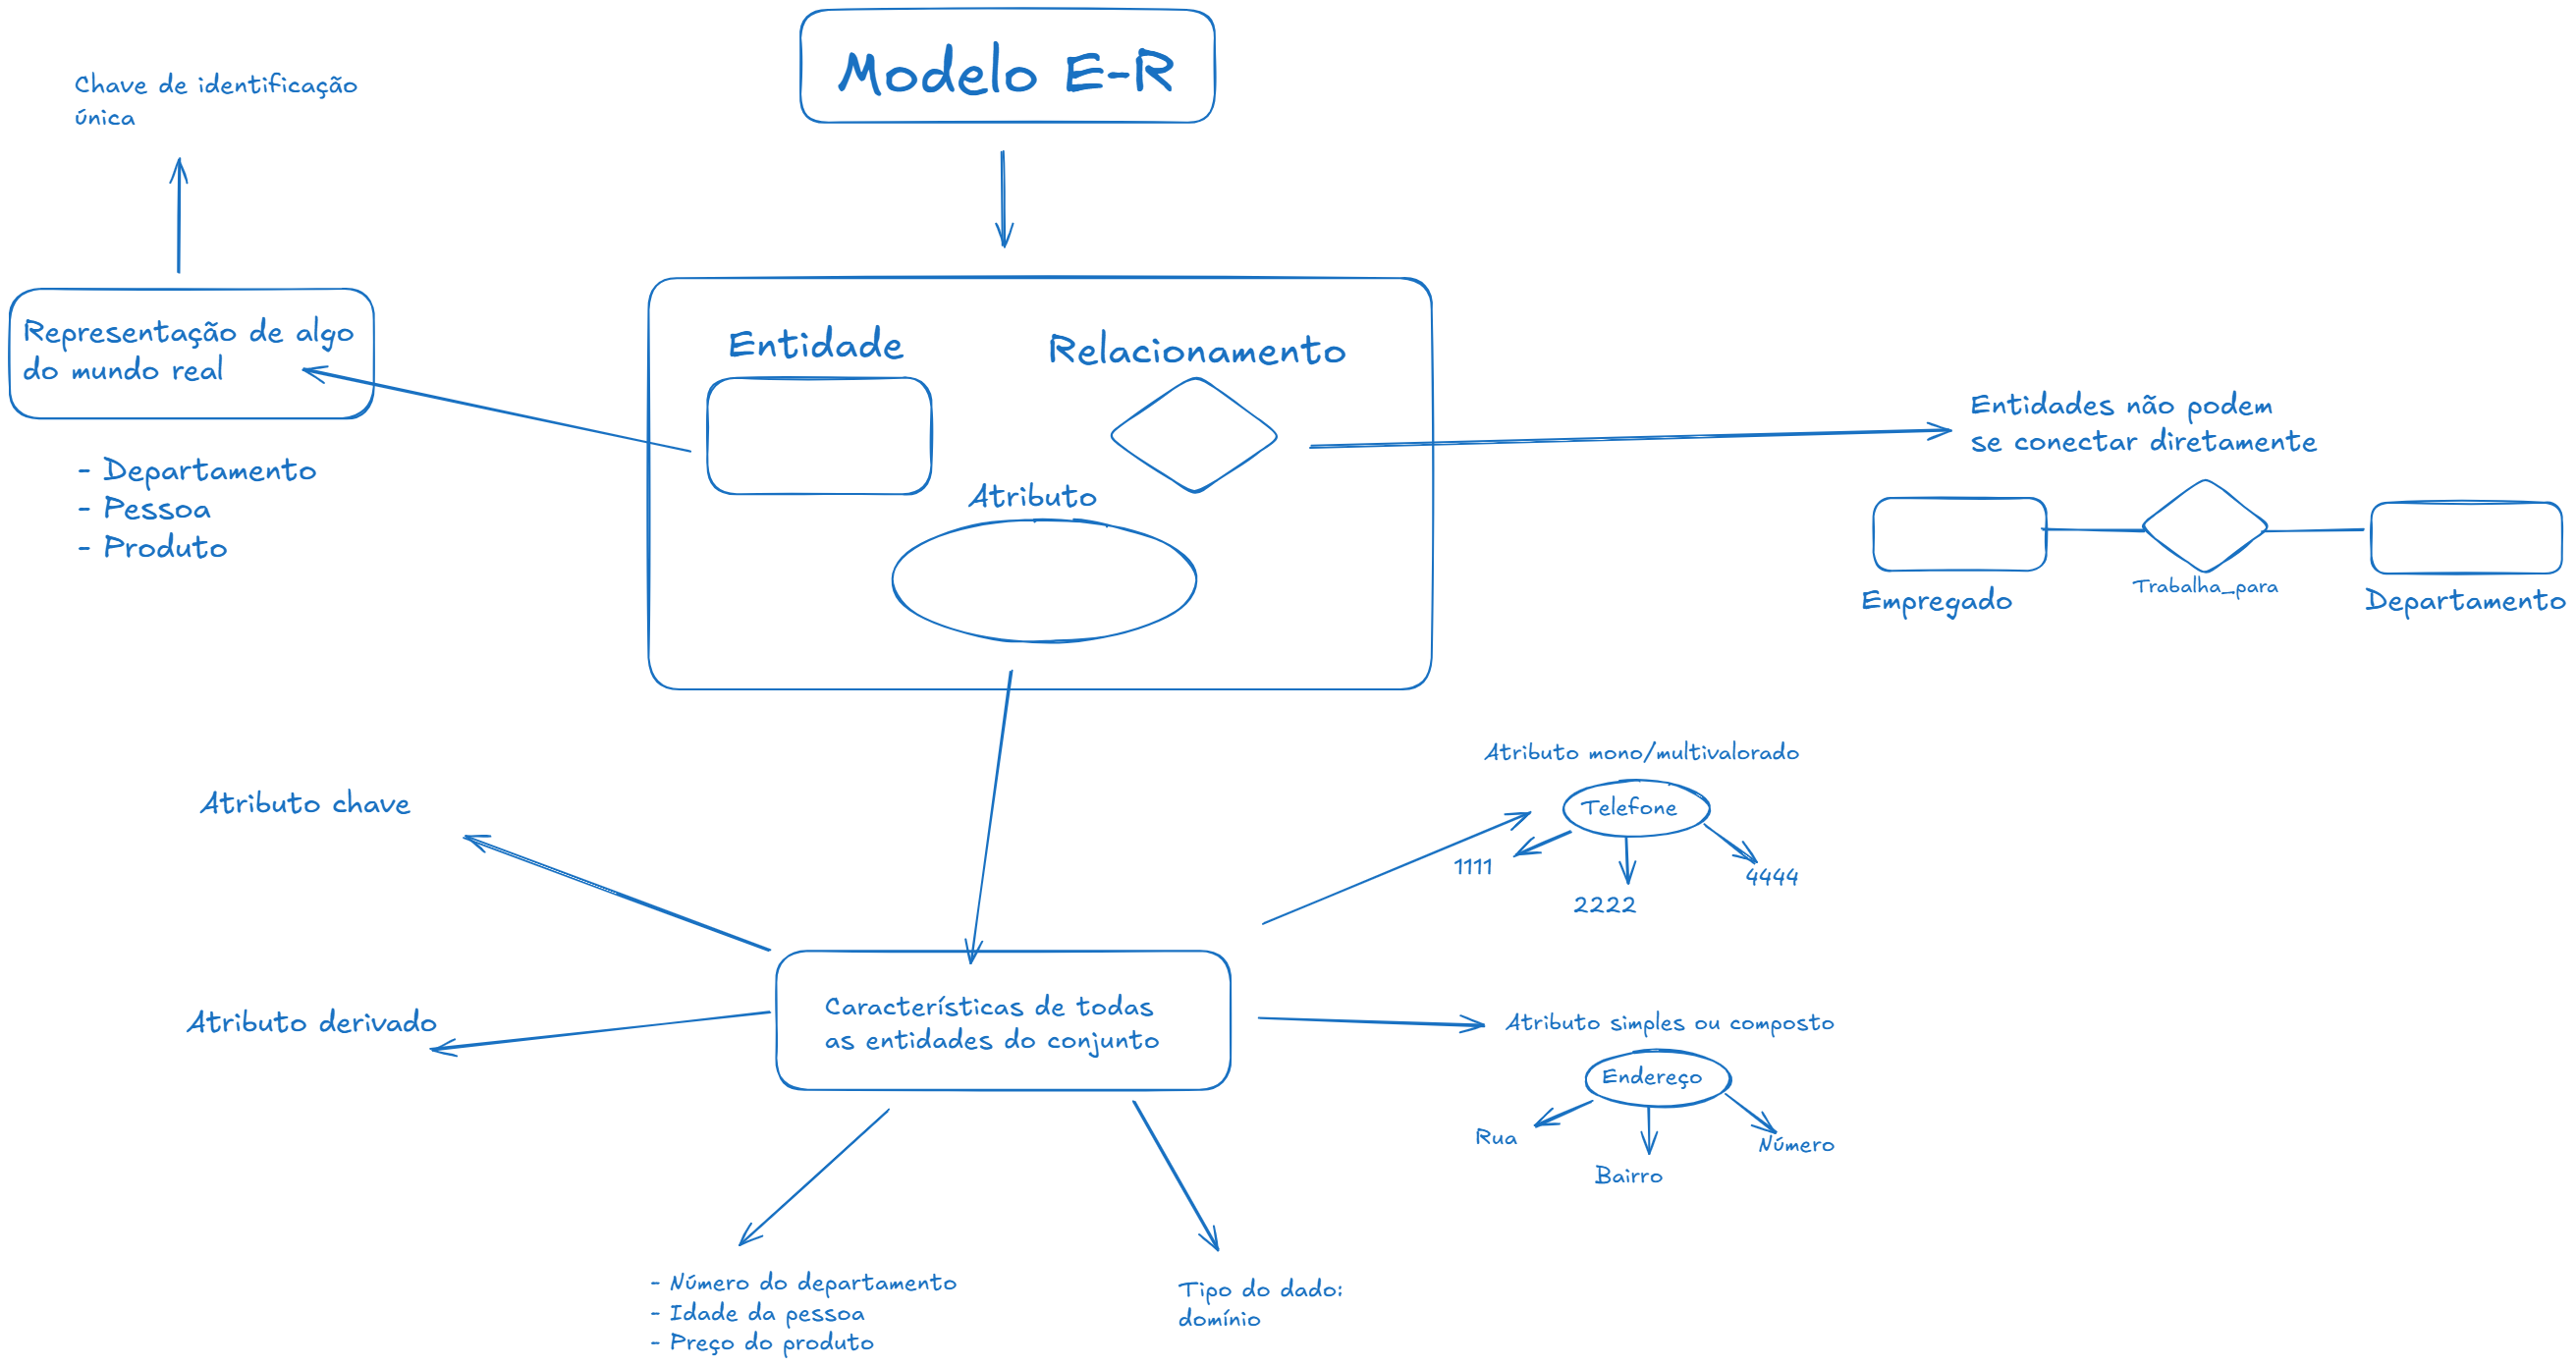 Modelo E-R
Chave de identificação
única
Representação de algo
do mundo real
- Departamento
- Pessoa
- Produto
Entidade
Relacionamento
Atributo
Entidades não podem
se conectar diretamente
Empregado
Trabalha_para
Departamento
Atributo chave
Atributo derivado
Características de todas
as entidades do conjunto
Atributo mono/multivalorado
Telefone
1111
2222
4444
Atributo simples ou composto
Endereço
Rua
Bairro
Número
- Número do departamento
- Idade da pessoa
- Preço do produto
Tipo do dado:
domínio